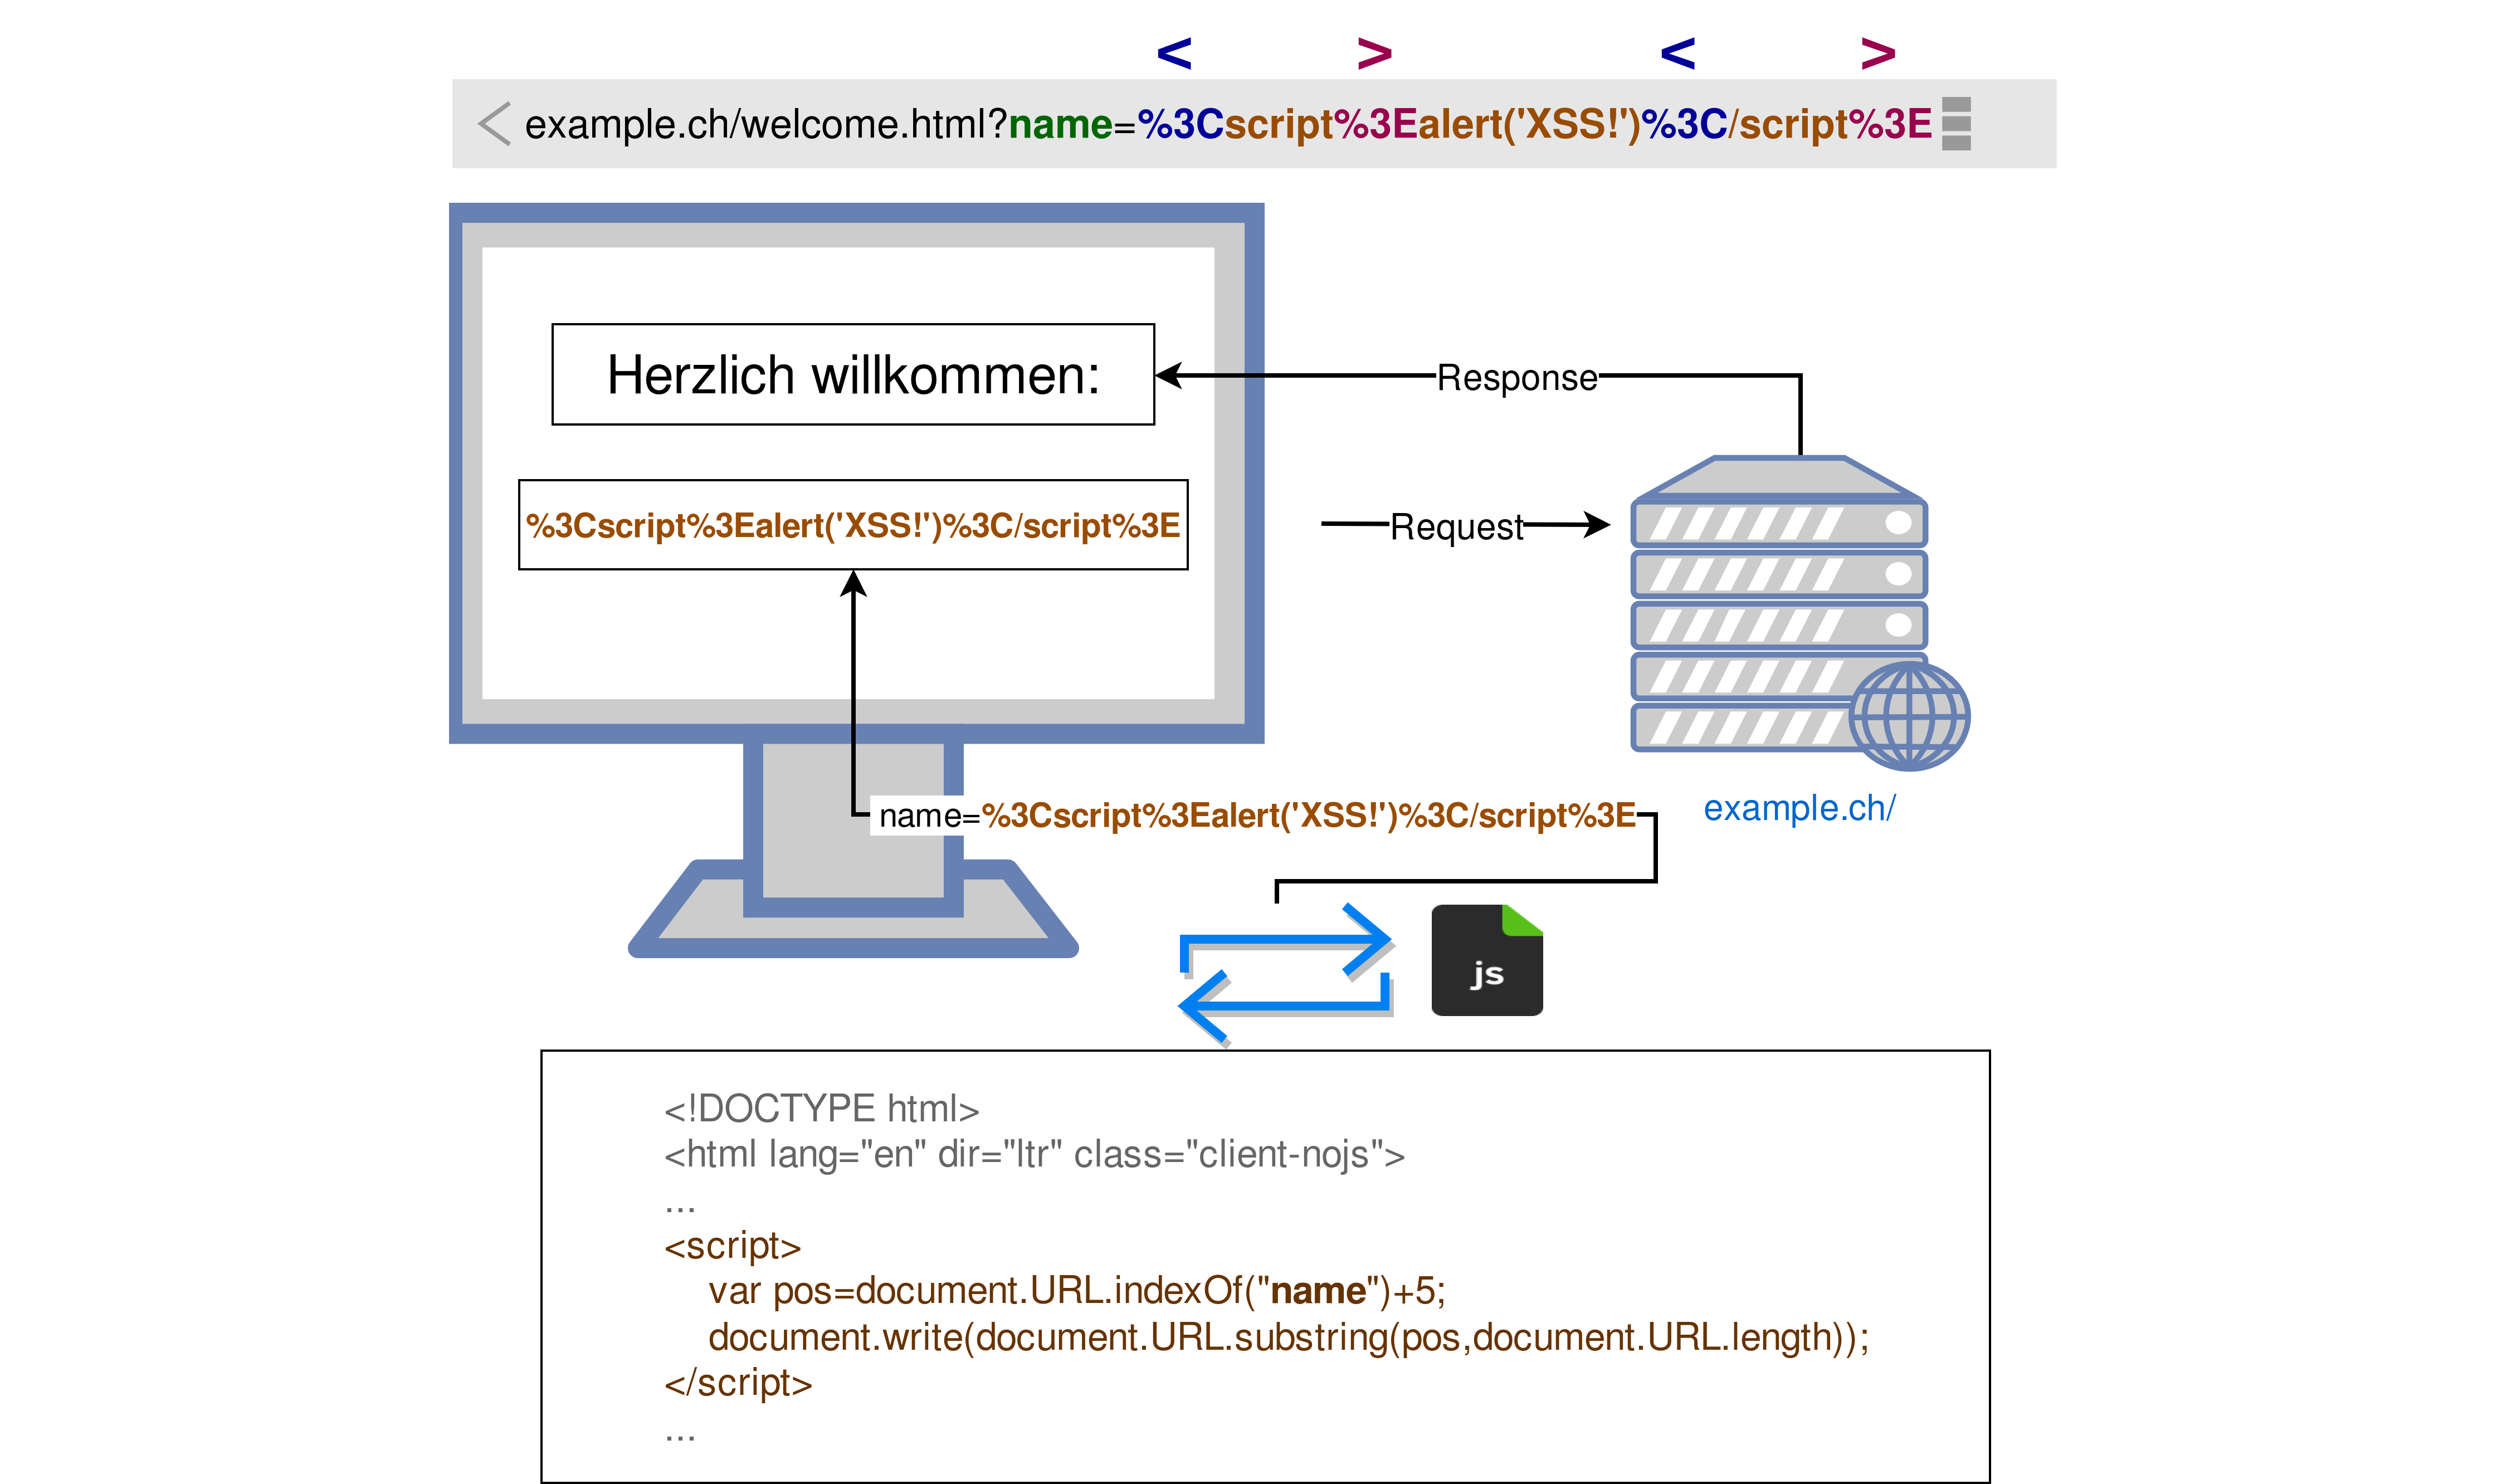 < > < >
example.ch/welcome.html?name=%3Cscript%3Ealert('XSS!')%3C/script%3E
Herzlich willkommen:
Response
%3Cscript%3Ealert('XSS!')%3C/script%3E
Request
name=%3Cscript%3Ealert('XSS!')%3C/script%3E
example.ch/
js
<!DOCTYPE html>
<html lang="en" dir="ltr" class="client-nojs">
...
<script>
var pos=document.URL.indexOf("name")+5;
document.write(document.URL.substring(pos,document.URL.length));
</script>
...